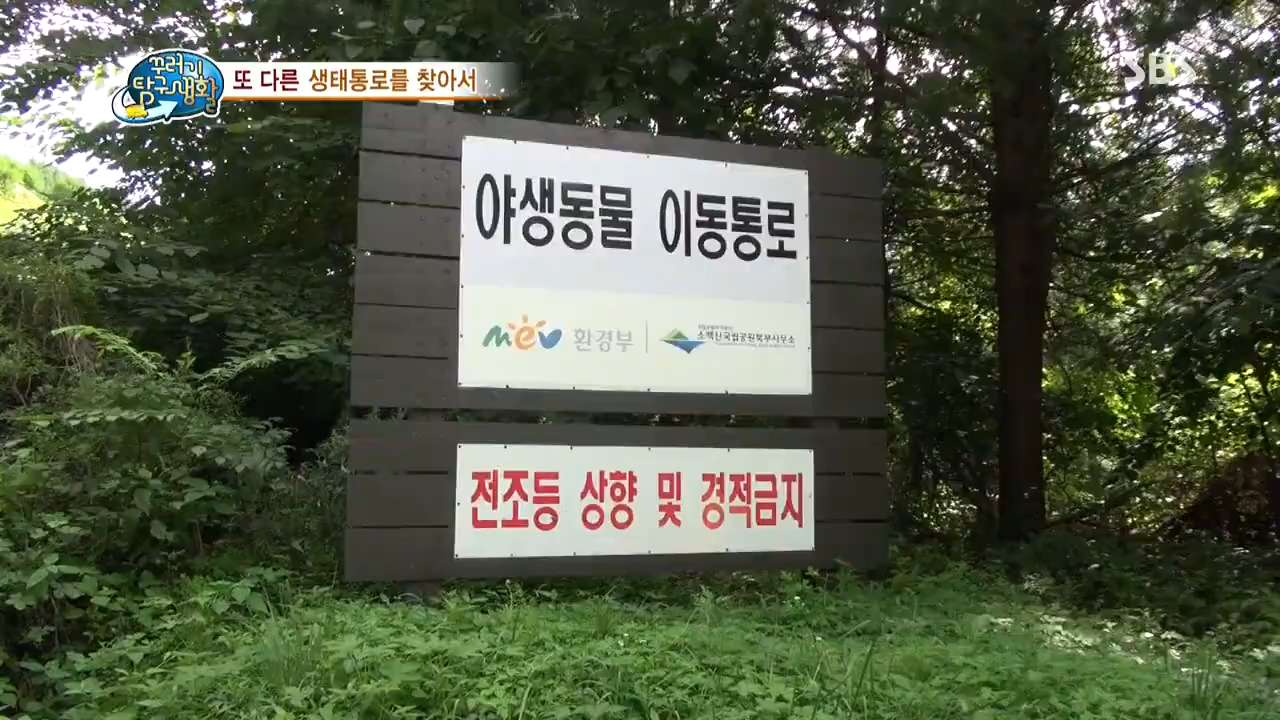 꾸러기
탐구생활
또 다른 생태통로를 찾아서
SBS
야생동물 이동통로
mev 환경부
소백산국립공원북부사무소
전조등 상향 및 경적금지